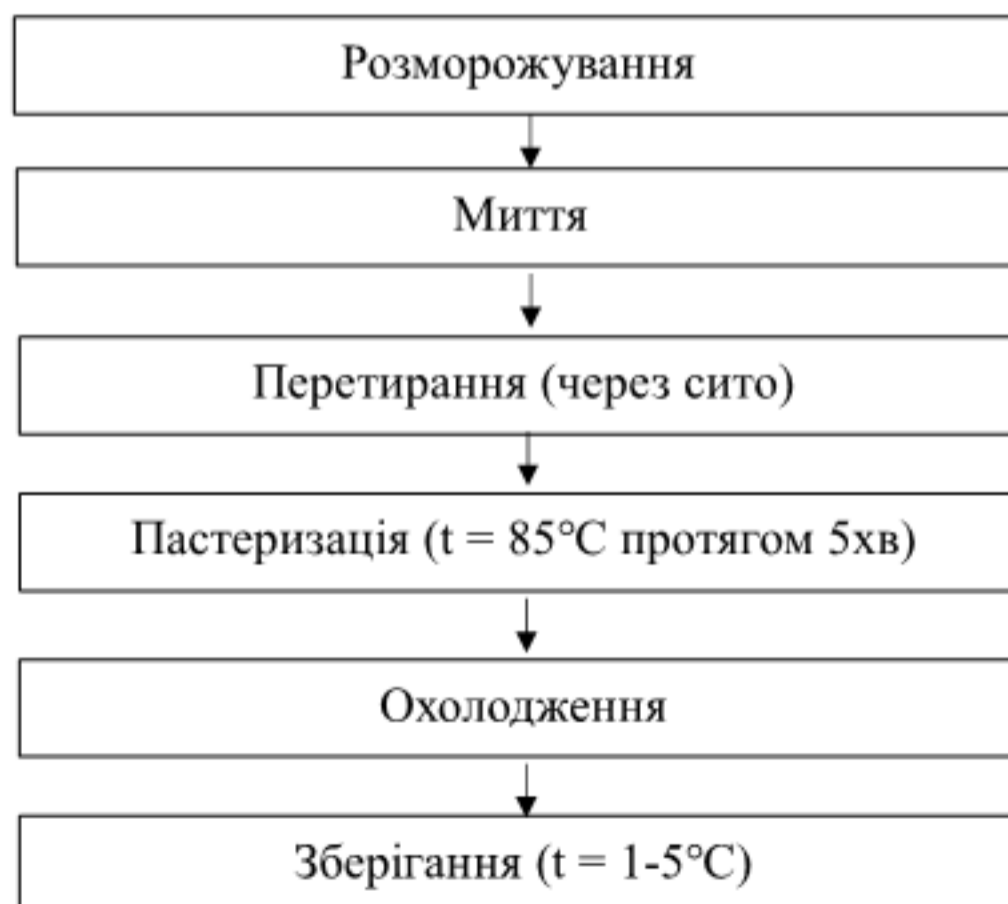 Розморожування
Миття
Перетирання (через сито)
Пастеризація (t = 85℃ протягом 5хв)
Охолодження
Зберігання (t = 1-5℃)